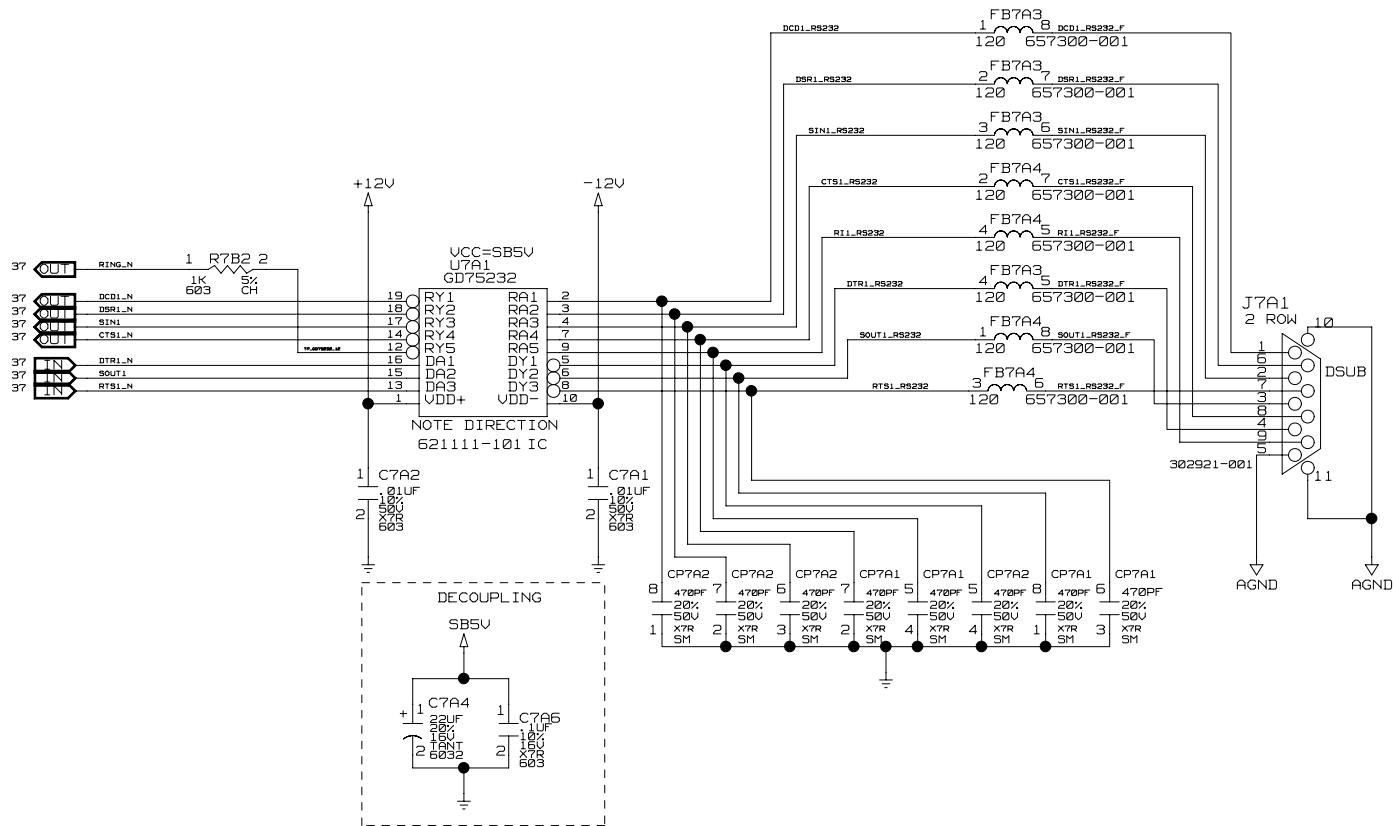 FB7A3
1 8
DCD1_RS232 DCD1_RS232_F
120 657300-001
FB7A3
2 7
DSR1_RS232 DSR1_RS232_F
120 657300-001
FB7A3
3 6
SIN1_RS232 SIN1_RS232_F
120 657300-001
FB7A4
2 7
CTS1_RS232 CTS1_RS232_F
120 657300-001
FB7A4
4 5
RI1_RS232 RI1_RS232_F
120 657300-001
FB7A3
4 5
DTR1_RS232 DTR1_RS232_F
120 657300-001
FB7A4
1 8
SOUT1_RS232 SOUT1_RS232_F
120 657300-001
FB7A4
3 6
RTS1_RS232 RTS1_RS232_F
120 657300-001
+12V
-12V
37 OUT RING_N
1 R7B2 2
1K 5%
603 CH
37 OUT DCD1_N
37 OUT DSR1_N
37 OUT SIN1
37 OUT CTS1_N
37 IN DTR1_N
37 IN SOUT1
37 IN RTS1_N
VCC=SB5V
U7A1
GD75232
19 RY1 RA1 2
18 RY2 RA2 3
17 RY3 RA3 4
14 RY4 RA4 7
12 RY5 RA5 9
16 DA1 DY1 5
15 DA2 DY2 6
13 DA3 DY3 8
1 VDD+ VDD- 10
NOTE DIRECTION
621111-101 IC
J7A1
2 ROW
10
1
6
2
7
3
8
4
9
5
11
DSUB
302921-001
AGND
AGND
1 C7A2
.01UF
10%
50V
2 X7R
603
1 C7A1
.01UF
10%
50V
2 X7R
603
8 CP7A2
470PF
20%
50V
1 X7R
SM
7 CP7A2
470PF
20%
50V
2 X7R
SM
6 CP7A2
470PF
20%
50V
3 X7R
SM
7 CP7A1
470PF
20%
50V
2 X7R
SM
5 CP7A1
470PF
20%
50V
4 X7R
SM
5 CP7A2
470PF
20%
50V
4 X7R
SM
8 CP7A1
470PF
20%
50V
1 X7R
SM
6 CP7A1
470PF
20%
50V
3 X7R
SM
DECOUPLING
SB5V
+ 1 C7A4
22UF
20%
16V
TANT
2 6032
1 C7A6
.1UF
10%
16V
2 X7R
603